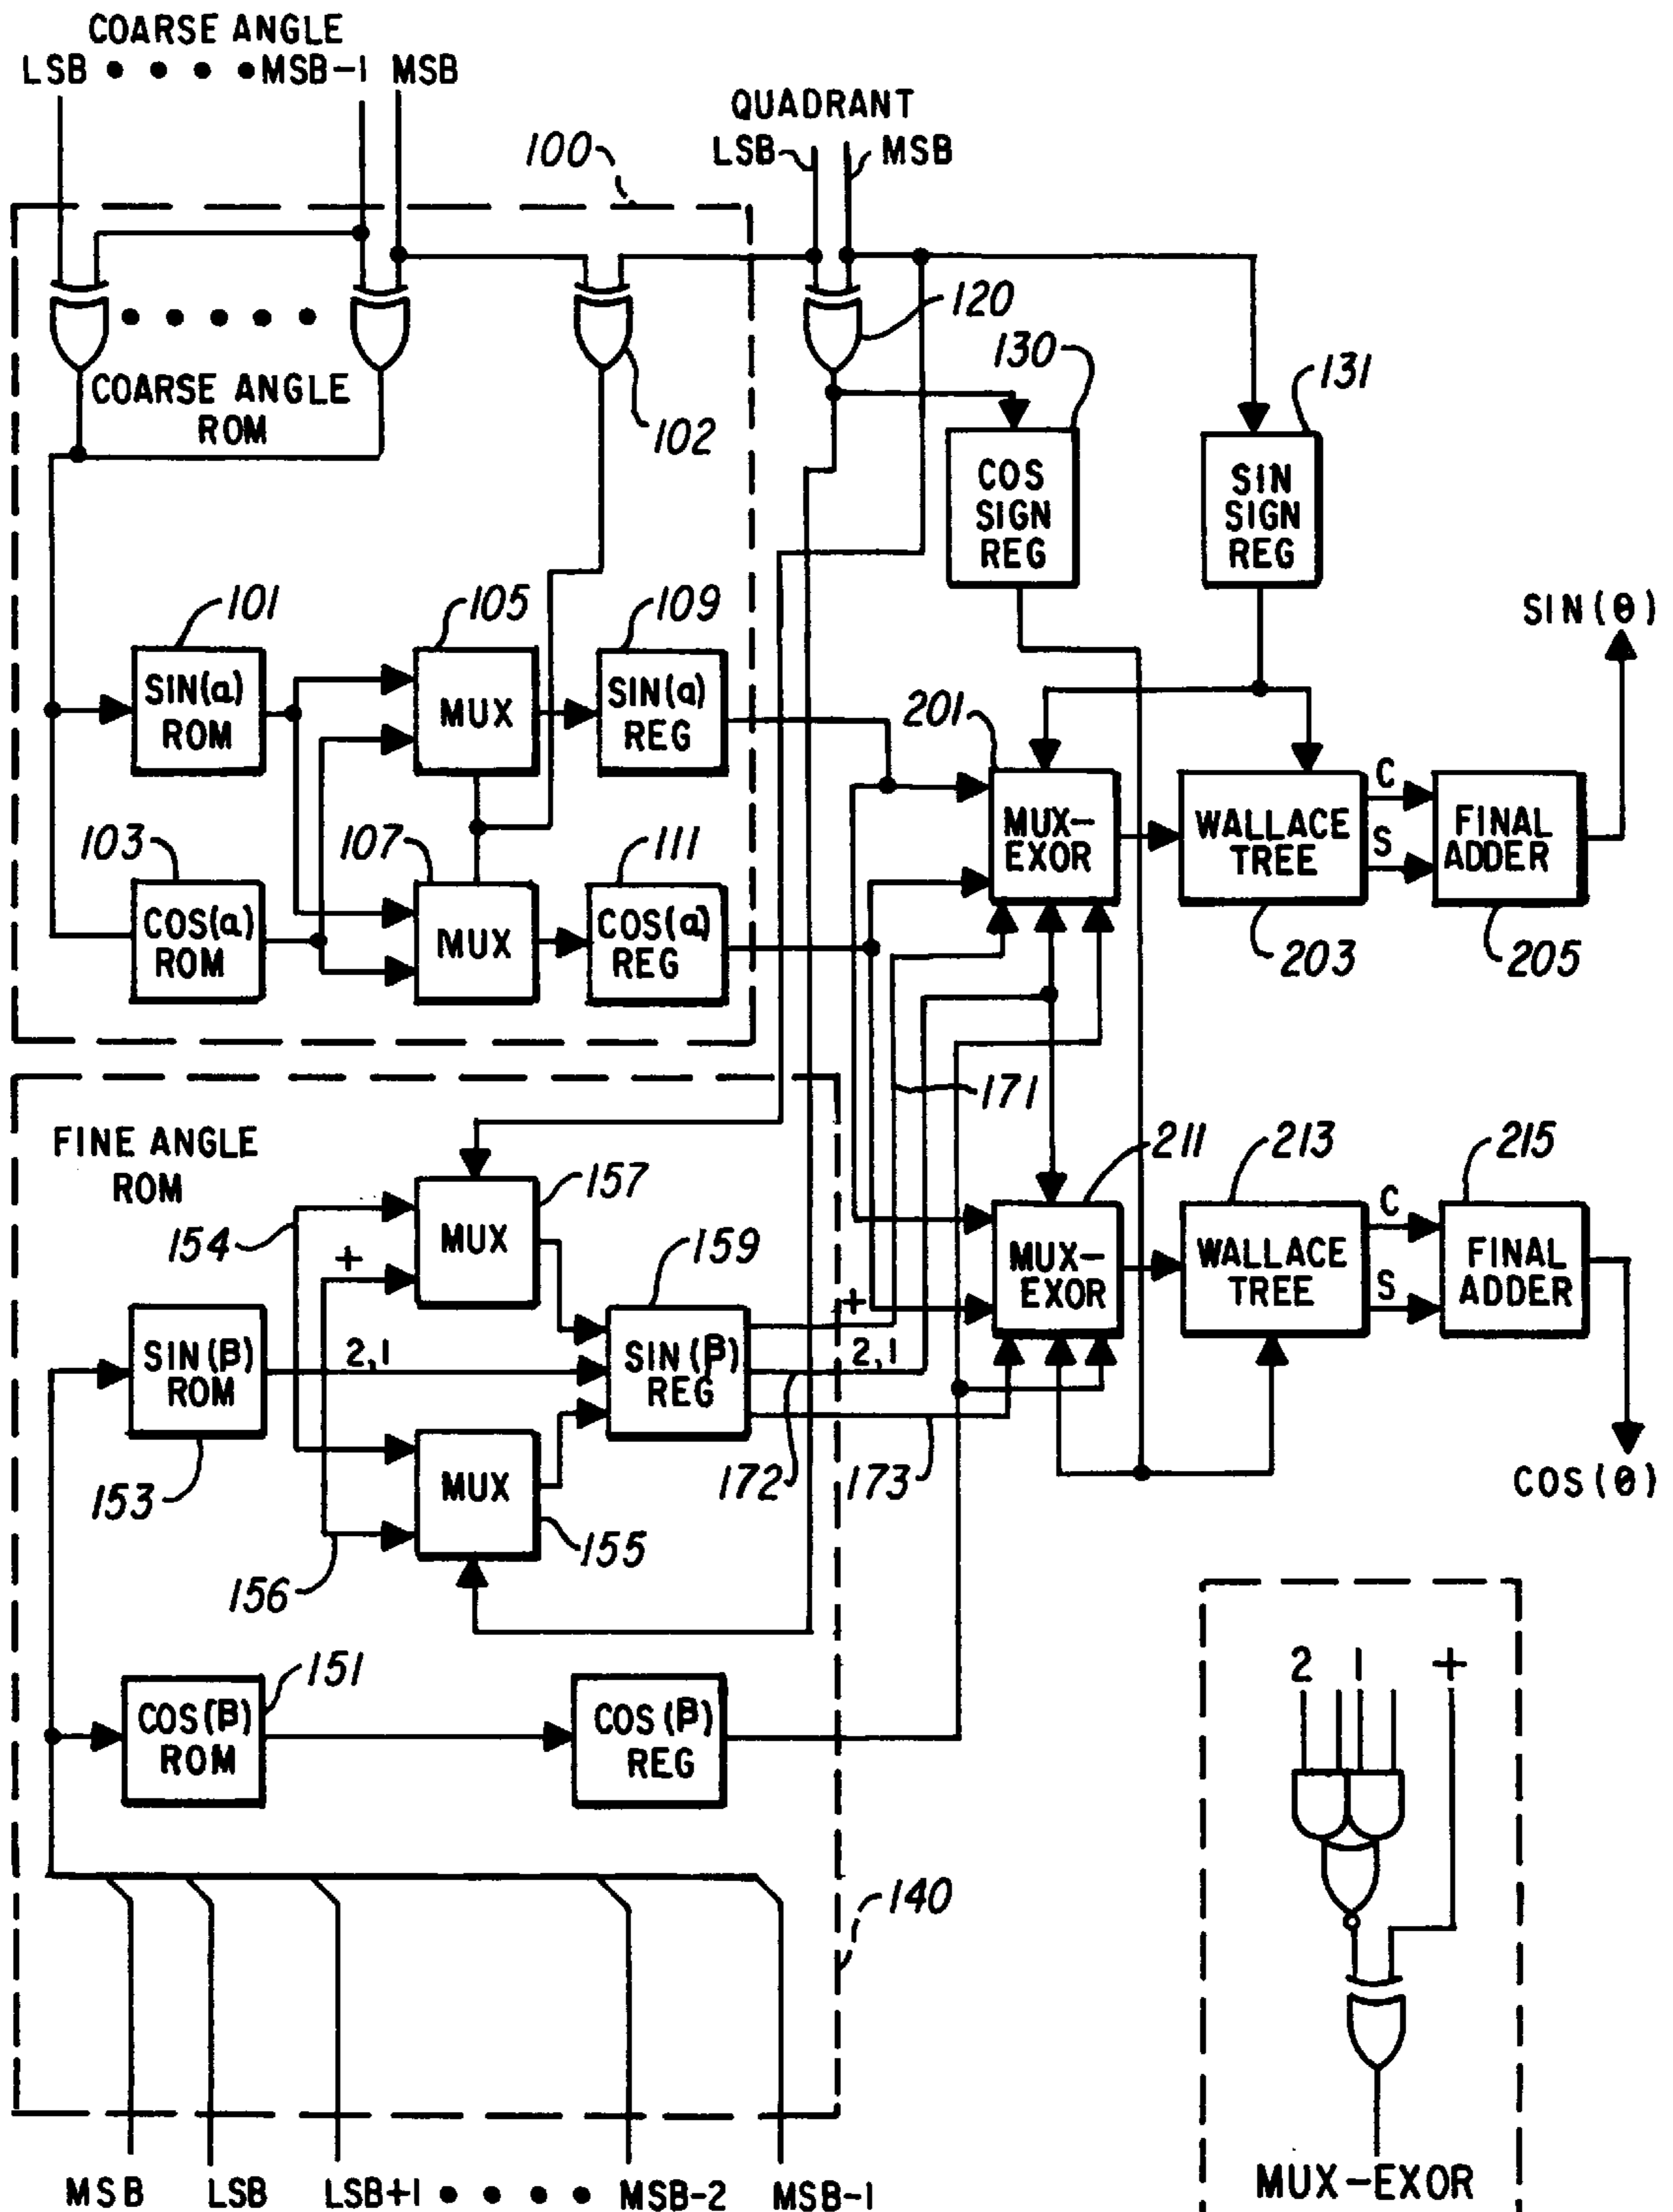 COARSE ANGLE
LSB • • • • MSB-1 MSB
QUADRANT
LSB MSB
100
120
102
130
131
COARSE ANGLE
ROM
COS
SIGN
REG
SIN
SIGN
REG
101
105
109
SIN(a)
ROM
MUX
SIN(a)
REG
201
SIN(θ)
103
107
111
COS(a)
ROM
MUX
COS(a)
REG
MUX-
EXOR
WALLACE
TREE
C
S
FINAL
ADDER
203
205
171
FINE ANGLE
ROM
157
154
+
MUX
159
211
213
215
SIN(β)
ROM
2,1
SIN(β)
REG
+
2,1
MUX-
EXOR
WALLACE
TREE
C
S
FINAL
ADDER
153
MUX
155
156
172
173
COS(θ)
151
COS(β)
ROM
COS(β)
REG
140
2 1 +
MUX-EXOR
MSB LSB LSB+1 • • • • MSB-2 MSB-1